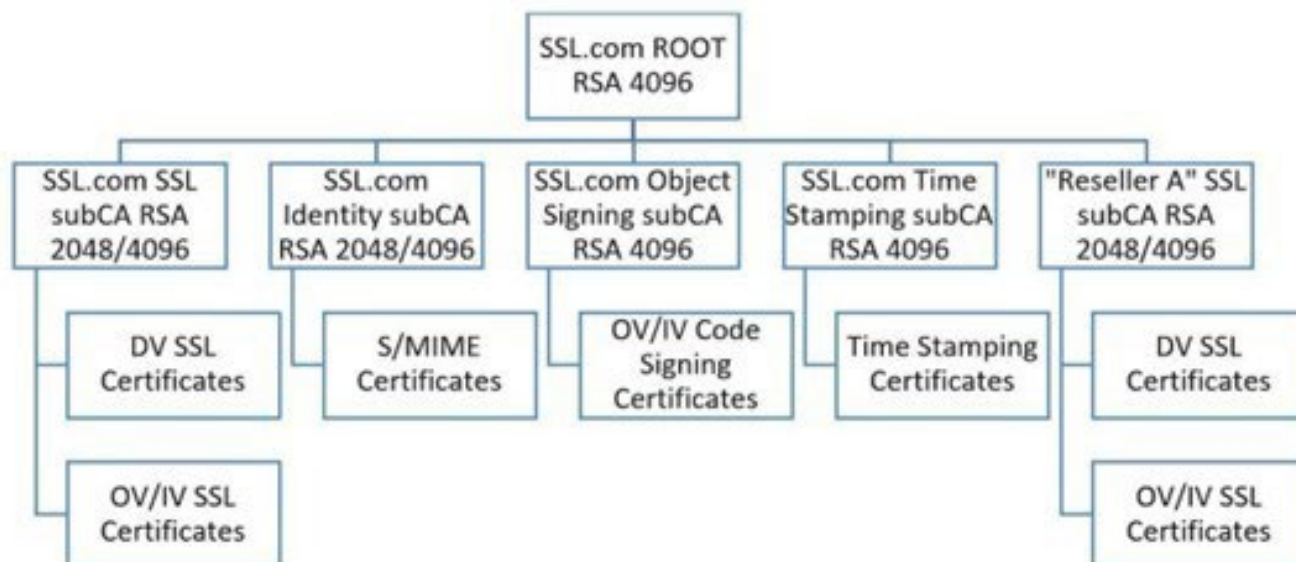 SSL.com ROOT
RSA 4096
SSL.com SSL
subCA RSA
2048/4096
SSL.com
Identity subCA
RSA 2048/4096
SSL.com Object
Signing subCA
RSA 4096
SSL.com Time
Stamping subCA
RSA 4096
"Reseller A" SSL
subCA RSA
2048/4096
DV SSL
Certificates
S/MIME
Certificates
OV/IV Code
Signing
Certificates
Time Stamping
Certificates
DV SSL
Certificates
OV/IV SSL
Certificates
OV/IV SSL
Certificates